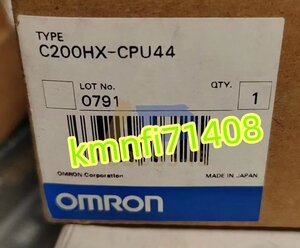 TYPE
C200HX-CPU44
LOT No.
QTY.
0791
1
kmnfi71408
OMRON Corporation
MADE IN JAPAN
OMRON